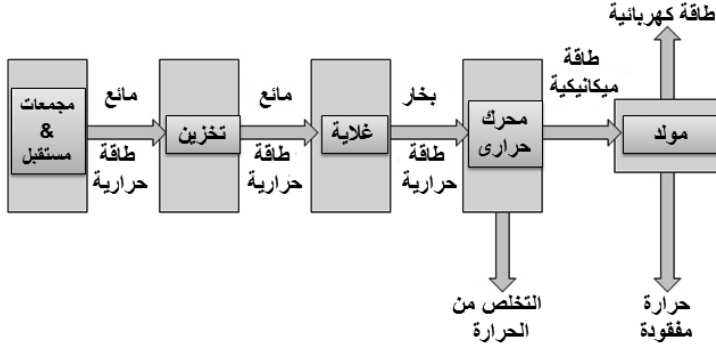 طاقة كهربائية
مجمعات
&
مستقبل
مائع
طاقة
حرارية
تخزين
مائع
طاقة
حرارية
غلاية
بخار
طاقة
حرارية
محرك
حرارى
طاقة
ميكانيكية
مولد
التخلص من
الحرارة
حرارة
مفقودة